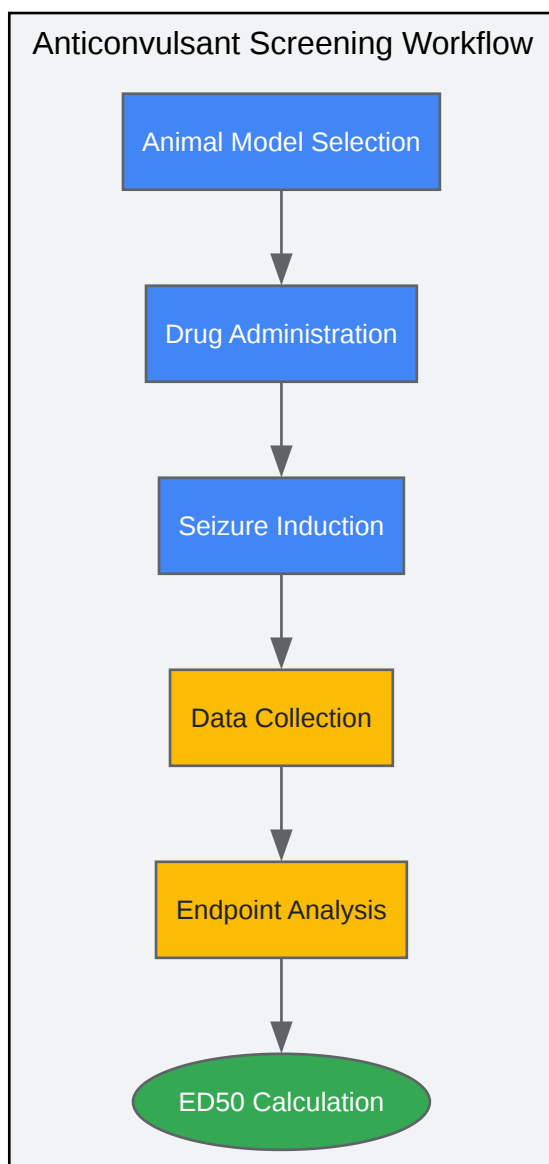 Anticonvulsant Screening Workflow
Animal Model Selection
Drug Administration
Seizure Induction
Data Collection
Endpoint Analysis
ED50 Calculation